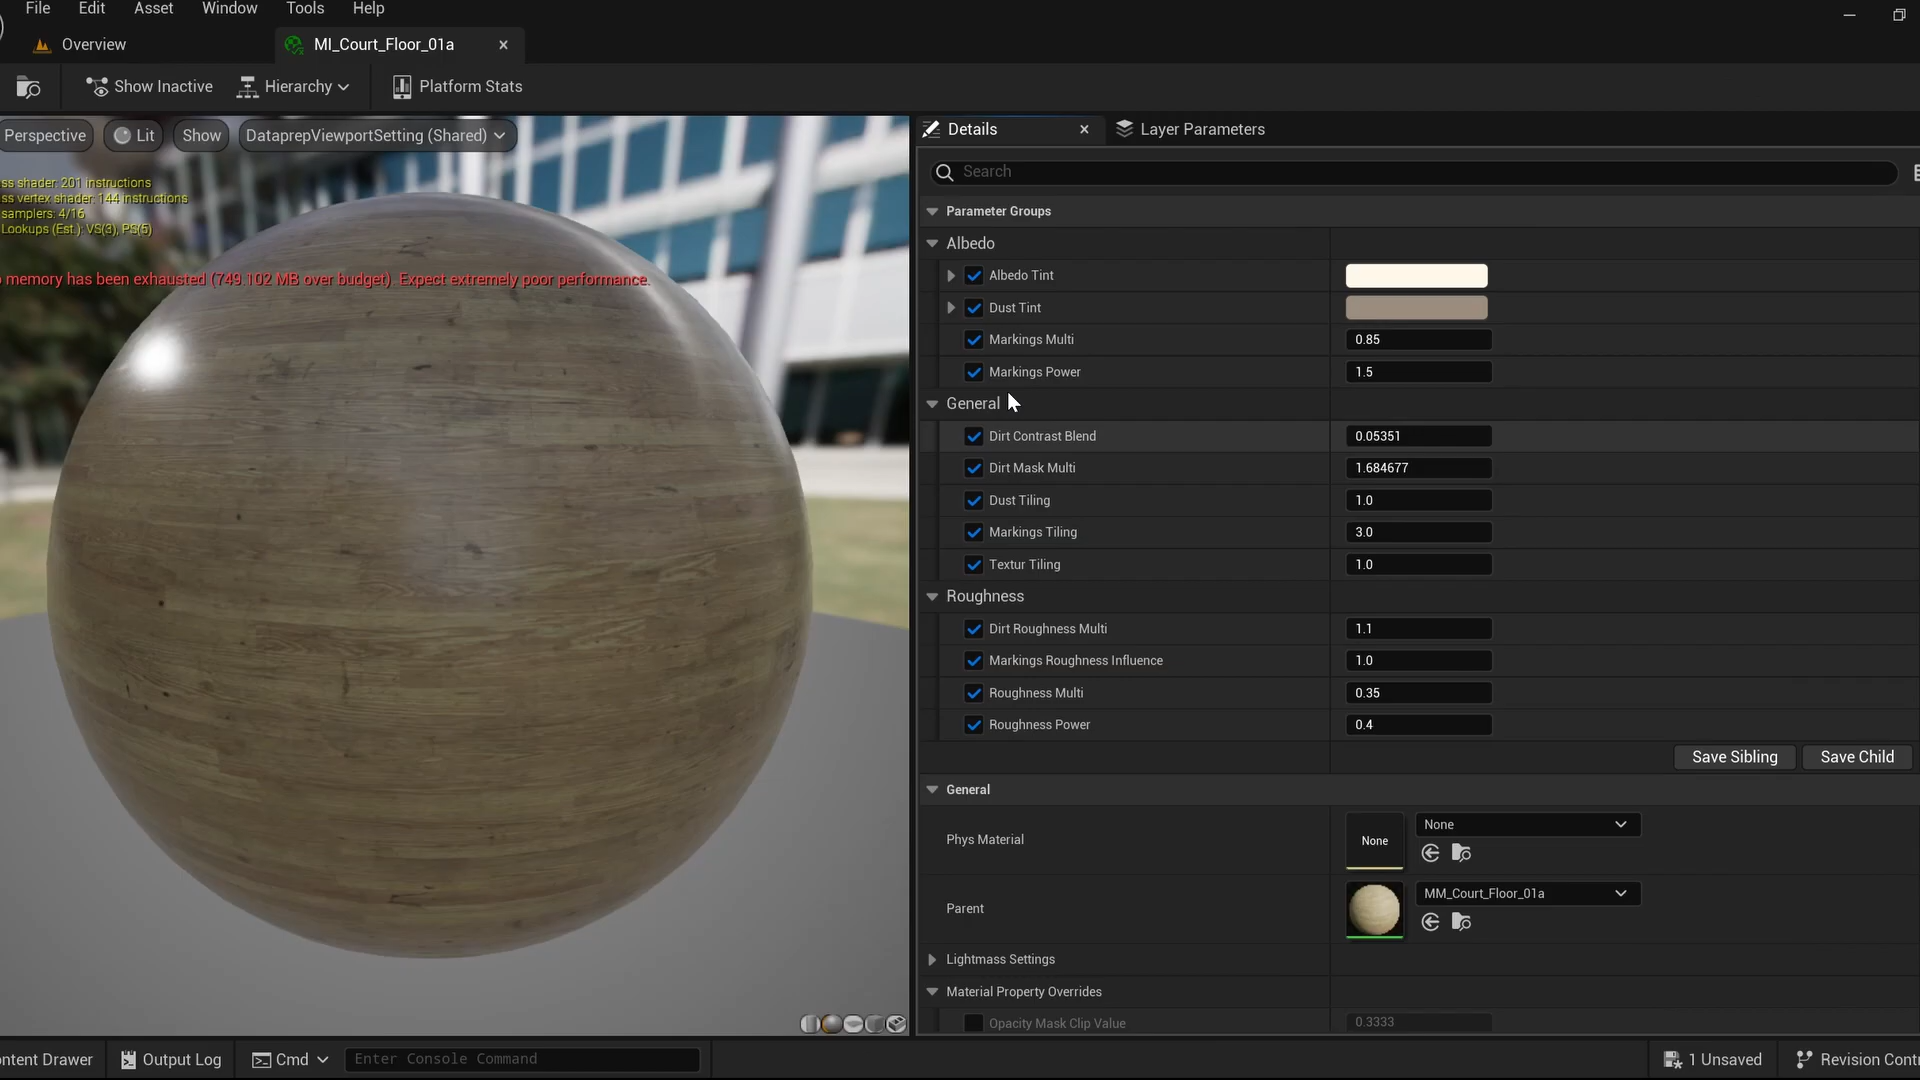 File Edit Asset Window Tools Help
Overview MI_Court_Floor_01a
Show Inactive Hierarchy Platform Stats
Perspective Lit Show DataprepViewportSetting (Shared)
ss shader: 201 instructions
ss vertex shader: 144 instructions
samplers: 4/16
Lookups (Est.): VS(3), PS(5)
memory has been exhausted (749.102 MB over budget). Expect extremely poor performance.
Details Layer Parameters
Search
Parameter Groups
Albedo
Albedo Tint
Dust Tint
Markings Multi 0.85
Markings Power 1.5
General
Dirt Contrast Blend 0.05351
Dirt Mask Multi 1.684677
Dust Tiling 1.0
Markings Tiling 3.0
Textur Tiling 1.0
Roughness
Dirt Roughness Multi 1.1
Markings Roughness Influence 1.0
Roughness Multi 0.35
Roughness Power 0.4
Save Sibling Save Child
General
Phys Material None None
Parent MM_Court_Floor_01a
Lightmass Settings
Material Property Overrides
Opacity Mask Clip Value 0.3333
ontent Drawer Output Log Cmd Enter Console Command 1 Unsaved Revision Contr